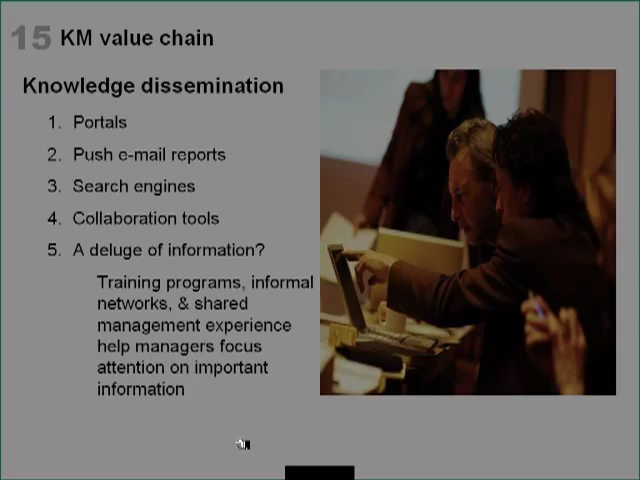 15 KM value chain
Knowledge dissemination
1. Portals
2. Push e-mail reports
3. Search engines
4. Collaboration tools
5. A deluge of information?
Training programs, informal
networks, & shared
management experience
help managers focus
attention on important
information